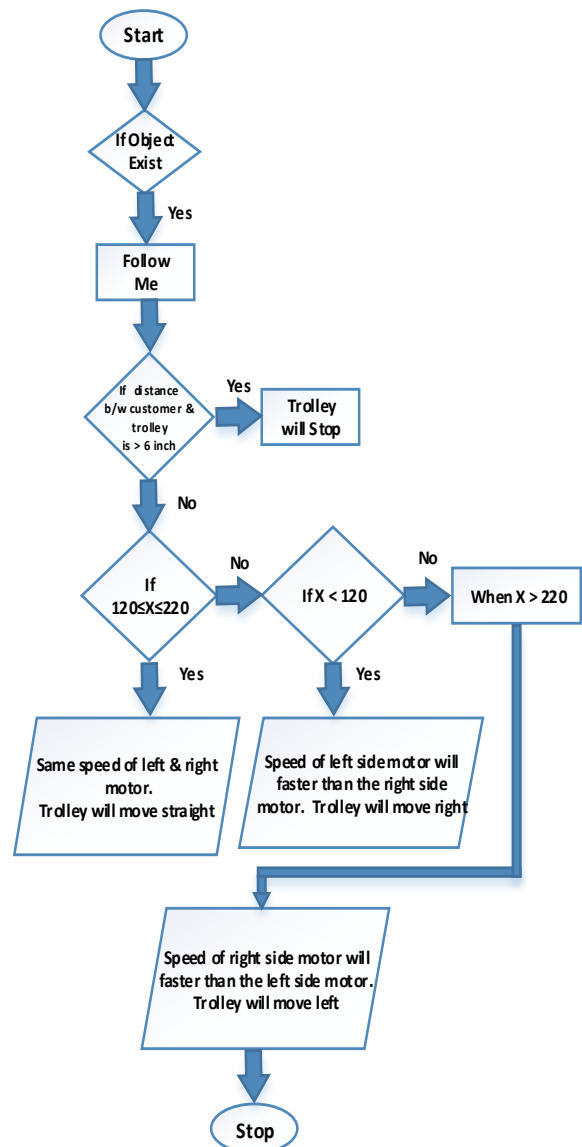 Start
If Object
Exist
Yes
Follow
Me
If distance
b/w customer &
trolley
is > 6 inch
Yes
Trolley
will Stop
No
If
120≤X≤220
No
If X < 120
No
When X > 220
Yes
Same speed of left & right
motor.
Trolley will move straight
Yes
Speed of left side motor will
faster than the right side
motor. Trolley will move right
Speed of right side motor will
faster than the left side motor.
Trolley will move left
Stop